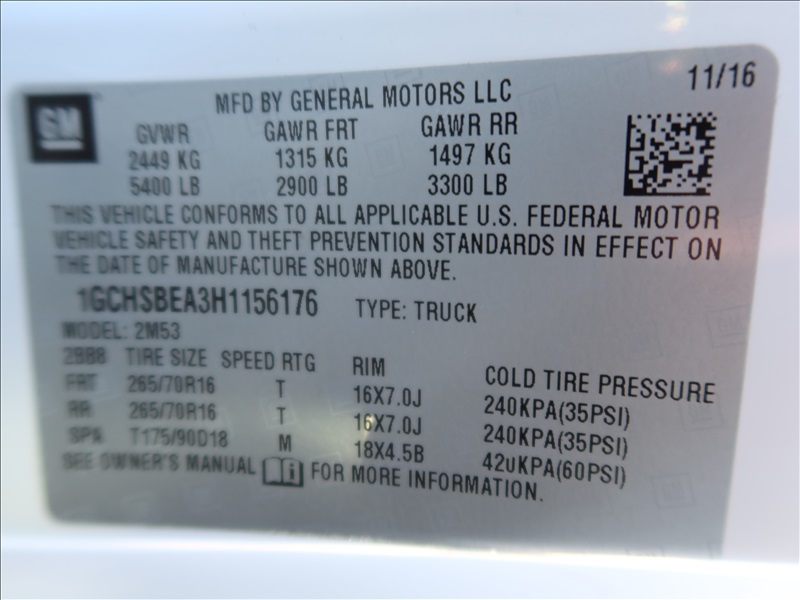 GM
MFD BY GENERAL MOTORS LLC 11/16
GVWR GAWR FRT GAWR RR
2449 KG 1315 KG 1497 KG
5400 LB 2900 LB 3300 LB
THIS VEHICLE CONFORMS TO ALL APPLICABLE U.S. FEDERAL MOTOR
VEHICLE SAFETY AND THEFT PREVENTION STANDARDS IN EFFECT ON
THE DATE OF MANUFACTURE SHOWN ABOVE.
1GCHSBEA3H1156176 TYPE: TRUCK
MODEL: 2M53
2BB8 TIRE SIZE SPEED RTG RIM COLD TIRE PRESSURE
FRT 265/70R16 T 16X7.0J 240KPA(35PSI)
RR 265/70R16 T 16X7.0J 240KPA(35PSI)
SPA T175/90D18 M 18X4.5B 420KPA(60PSI)
SEE OWNER'S MANUAL FOR MORE INFORMATION.